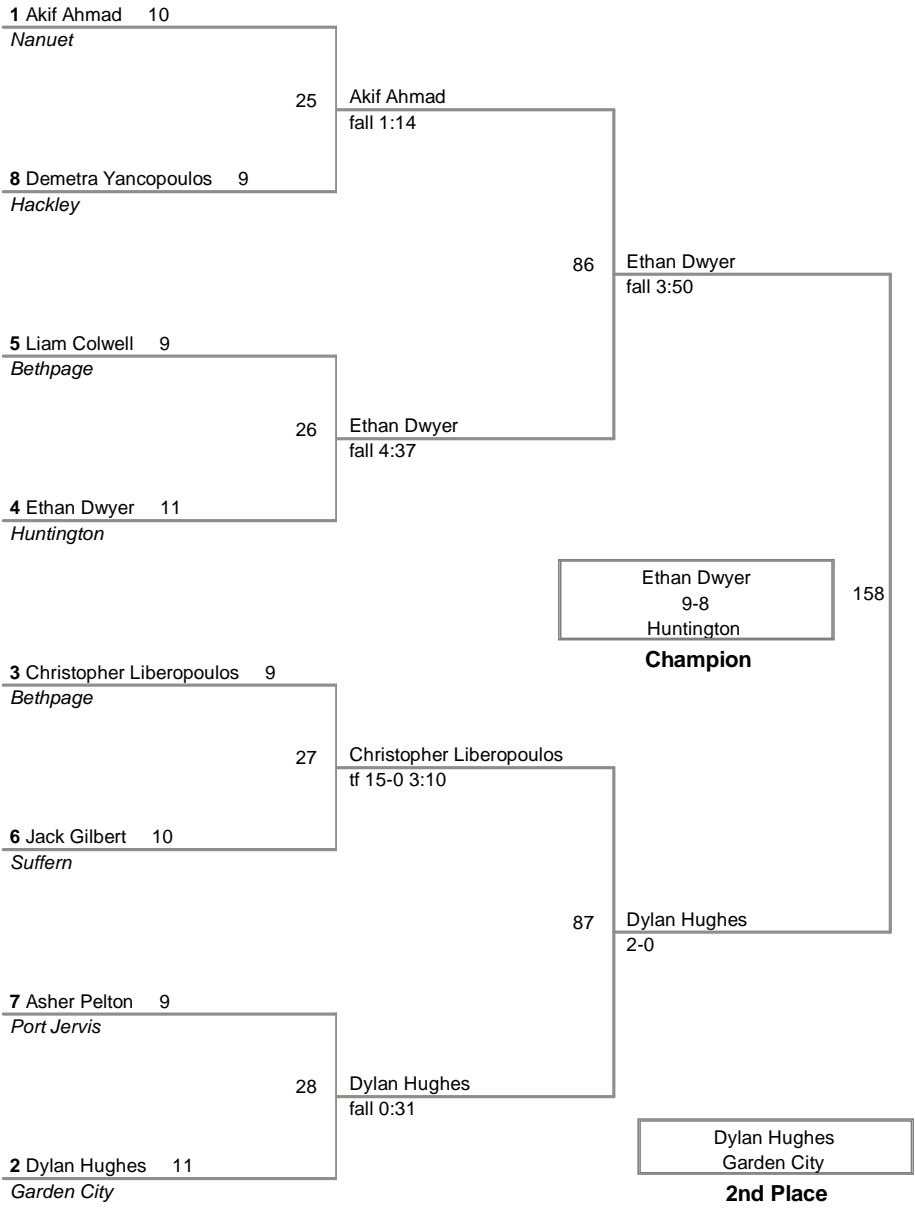 1 Akif Ahmad 10
Nanuet
25
Akif Ahmad
fall 1:14
8 Demetra Yancopoulos 9
Hackley
86
Ethan Dwyer
fall 3:50
5 Liam Colwell 9
Bethpage
26
Ethan Dwyer
fall 4:37
4 Ethan Dwyer 11
Huntington
Ethan Dwyer
9-8
Huntington
Champion
158
3 Christopher Liberopoulos 9
Bethpage
27
Christopher Liberopoulos
tf 15-0 3:10
6 Jack Gilbert 10
Suffern
87
Dylan Hughes
2-0
7 Asher Pelton 9
Port Jervis
28
Dylan Hughes
fall 0:31
2 Dylan Hughes 11
Garden City
Dylan Hughes
Garden City
2nd Place